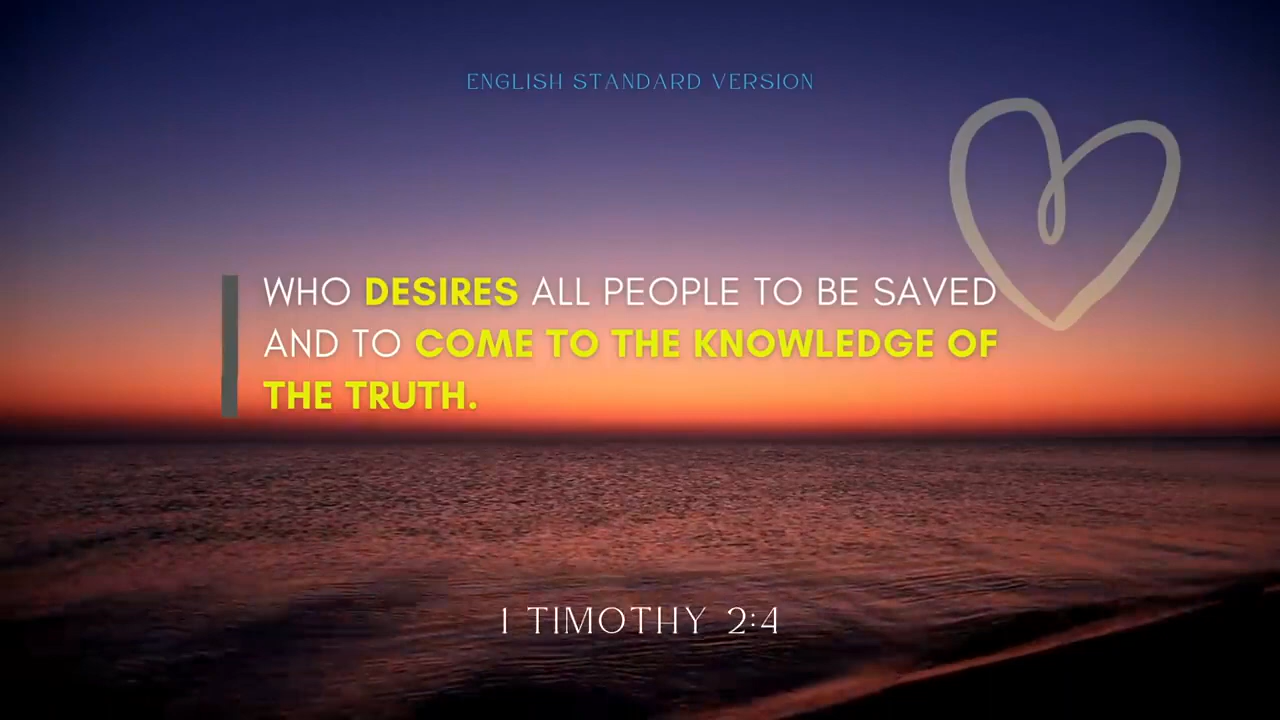 ENGLISH STANDARD VERSION
WHO DESIRES ALL PEOPLE TO BE SAVED
AND TO COME TO THE KNOWLEDGE OF
THE TRUTH.
1 TIMOTHY 2:4